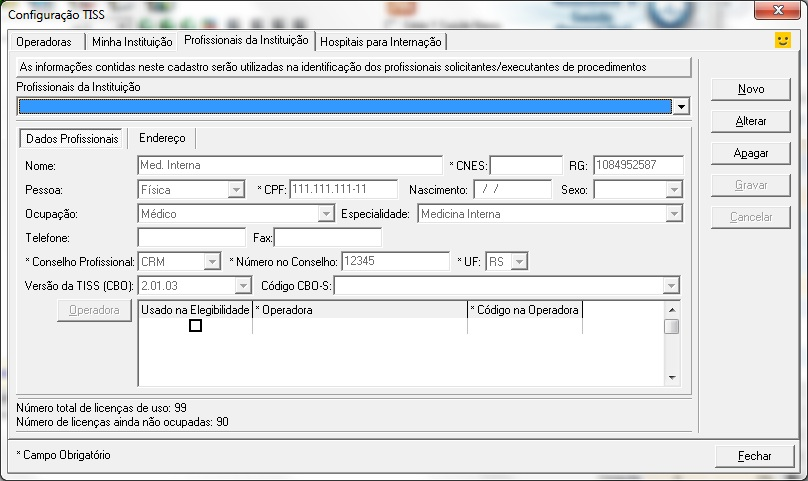 Configuração TISS
Operadoras
Minha Instituição
Profissionais da Instituição
Hospitais para Internação
As informações contidas neste cadastro serão utilizadas na identificação dos profissionais solicitantes/executantes de procedimentos
Profissionais da Instituição
Novo
Alterar
Apagar
Gravar
Cancelar
Dados Profissionais
Endereço
Nome: Med. Interna * CNES: RG: 1084952587
Pessoa: Física * CPF: 111.111.111-11 Nascimento: / / Sexo:
Ocupação: Médico Especialidade: Medicina Interna
Telefone: Fax:
* Conselho Profissional: CRM * Número no Conselho: 12345 * UF: RS
Versão da TISS (CBO): 2.01.03 Código CBO-S:
Operadora
Usado na Elegibilidade * Operadora * Código na Operadora
Número total de licenças de uso: 99
Número de licenças ainda não ocupadas: 90
* Campo Obrigatório
Fechar